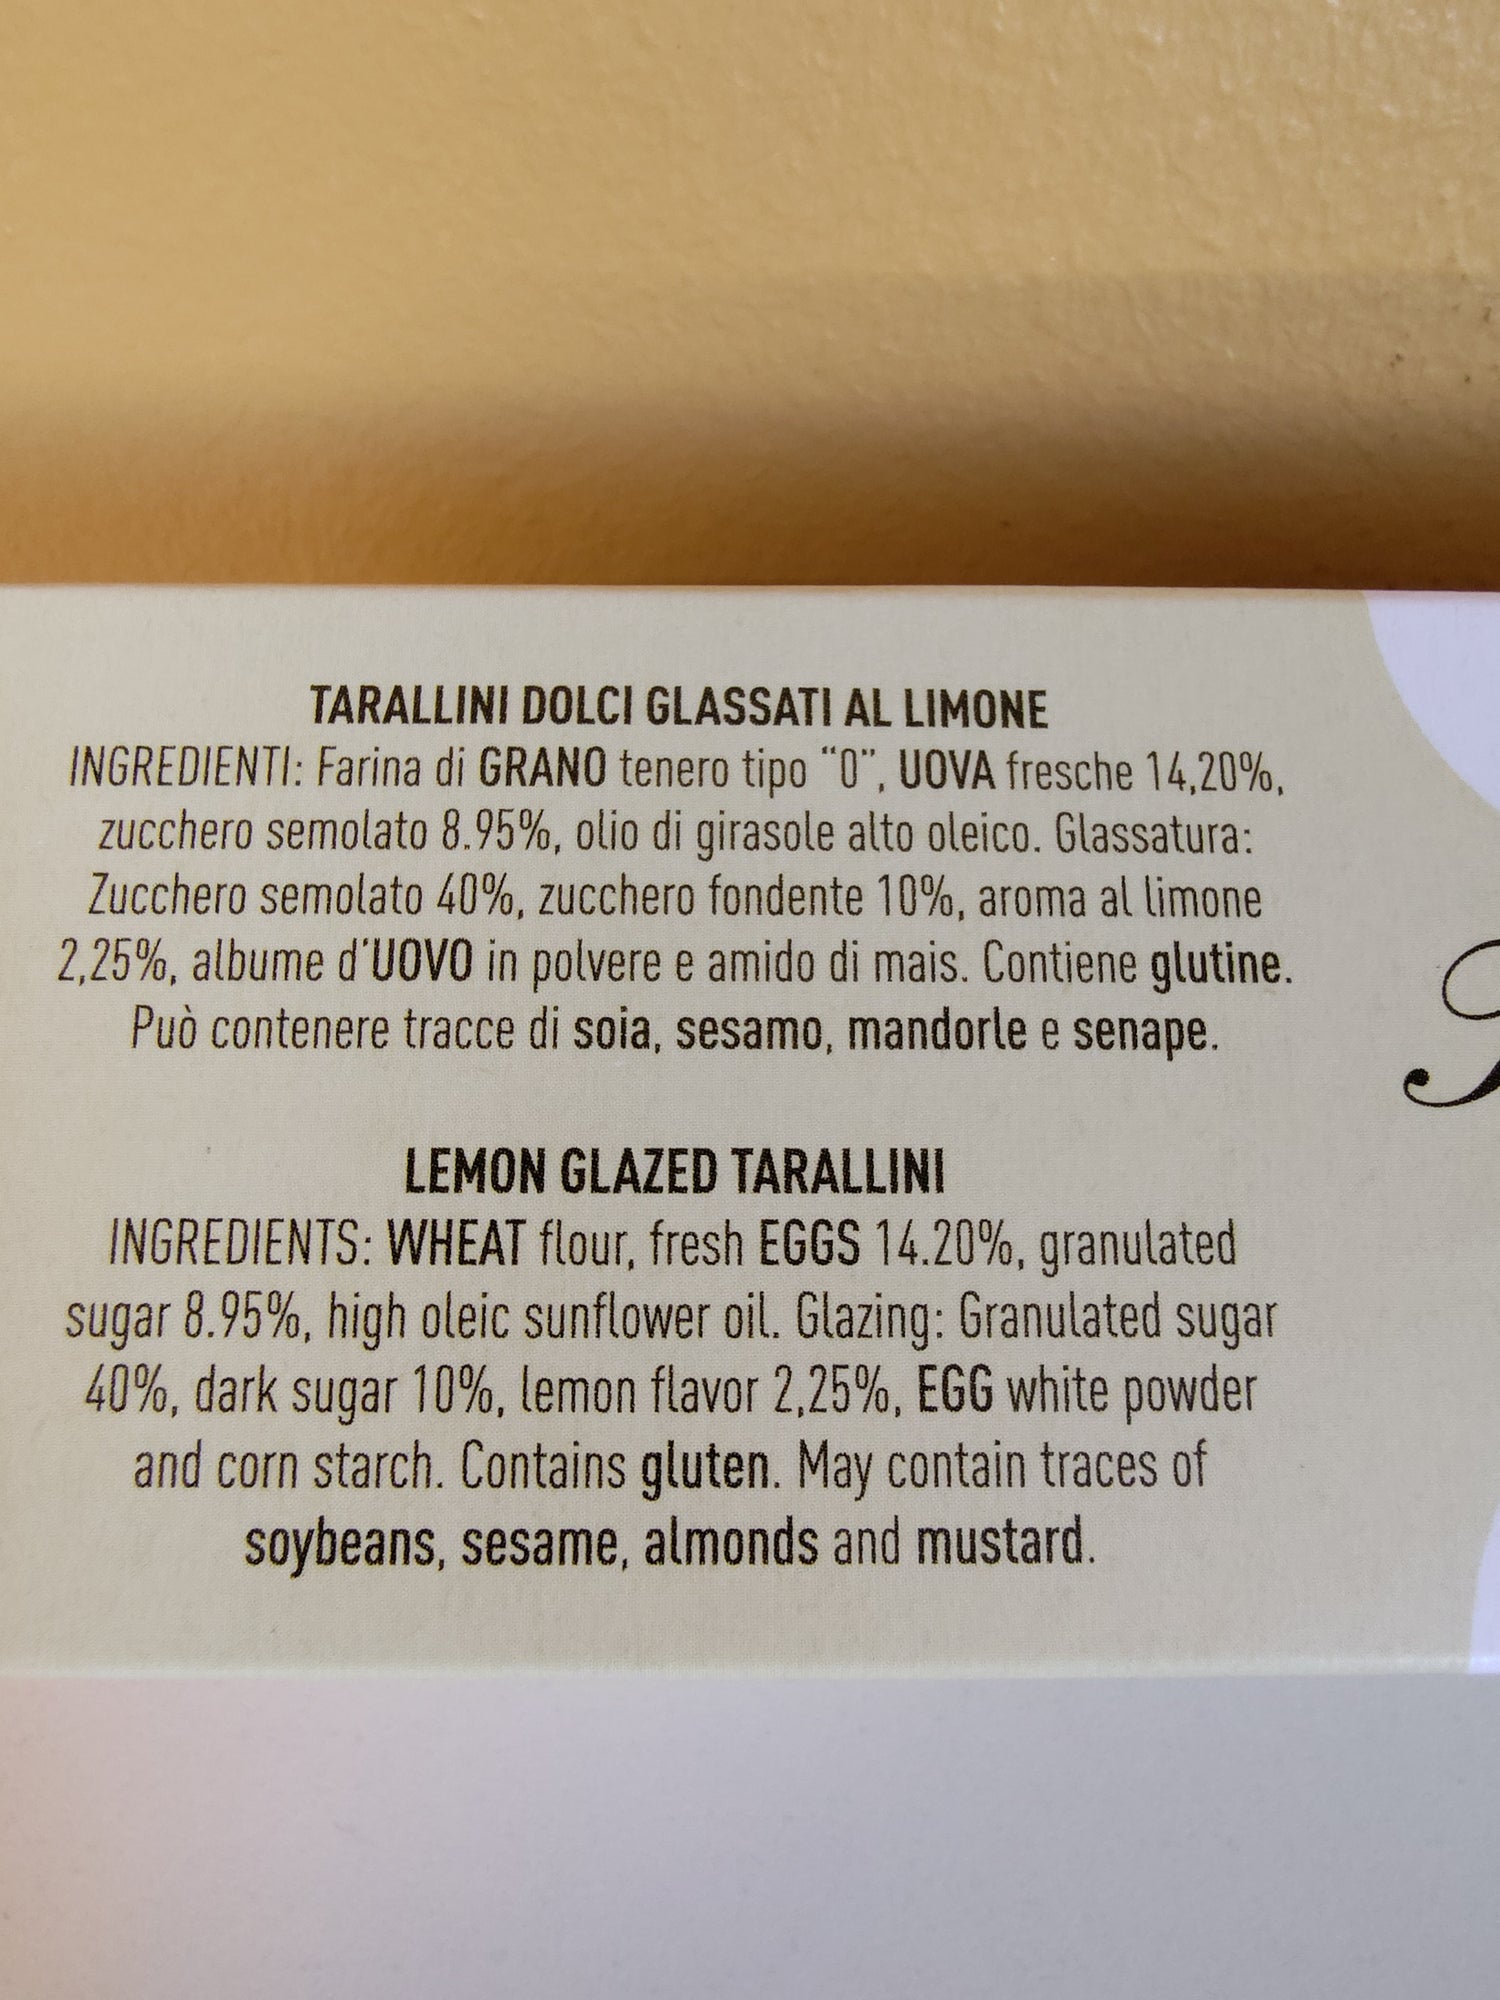 TARALLINI DOLCI GLASSATI AL LIMONE
INGREDIENTI: Farina di GRANO tenero tipo "0", UOVA fresche 14,20%,
zucchero semolato 8.95%, olio di girasole alto oleico. Glassatura:
Zucchero semolato 40%, zucchero fondente 10%, aroma al limone
2,25%, albume d'UOVO in polvere e amido di mais. Contiene glutine.
Può contenere tracce di soia, sesamo, mandorle e senape.
LEMON GLAZED TARALLINI
INGREDIENTS: WHEAT flour, fresh EGGS 14.20%, granulated
sugar 8.95%, high oleic sunflower oil. Glazing: Granulated sugar
40%, dark sugar 10%, lemon flavor 2,25%, EGG white powder
and corn starch. Contains gluten. May contain traces of
soybeans, sesame, almonds and mustard.